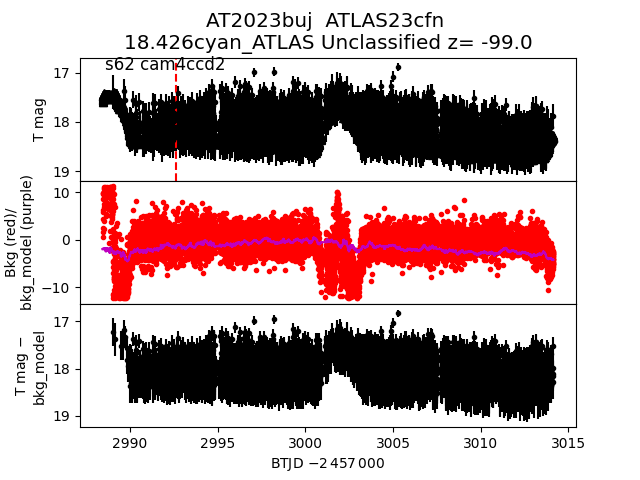 AT2023buj ATLAS23cfn
18.426cyan_ATLAS Unclassified z= -99.0
s62 cam4ccd2
17
18
19
T mag
10
0
−10
Bkg (red)/
bkg_model (purple)
17
18
19
T mag −
bkg_model
2990 2995 3000 3005 3010 3015
BTJD −2 457 000